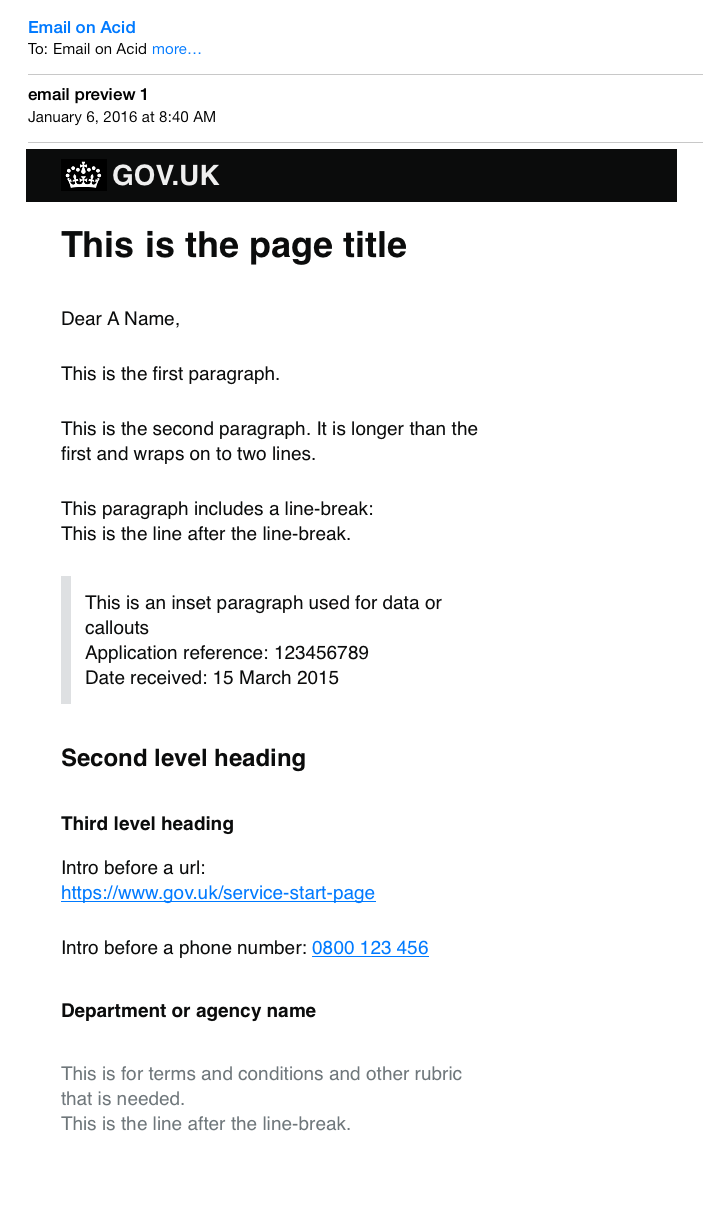 Email on Acid
To: Email on Acid more...
email preview 1
January 6, 2016 at 8:40 AM
GOV.UK
This is the page title
Dear A Name,
This is the first paragraph.
This is the second paragraph. It is longer than the
first and wraps on to two lines.
This paragraph includes a line-break:
This is the line after the line-break.
This is an inset paragraph used for data or
callouts
Application reference: 123456789
Date received: 15 March 2015
Second level heading
Third level heading
Intro before a url:
https://www.gov.uk/service-start-page
Intro before a phone number: 0800 123 456
Department or agency name
This is for terms and conditions and other rubric
that is needed.
This is the line after the line-break.